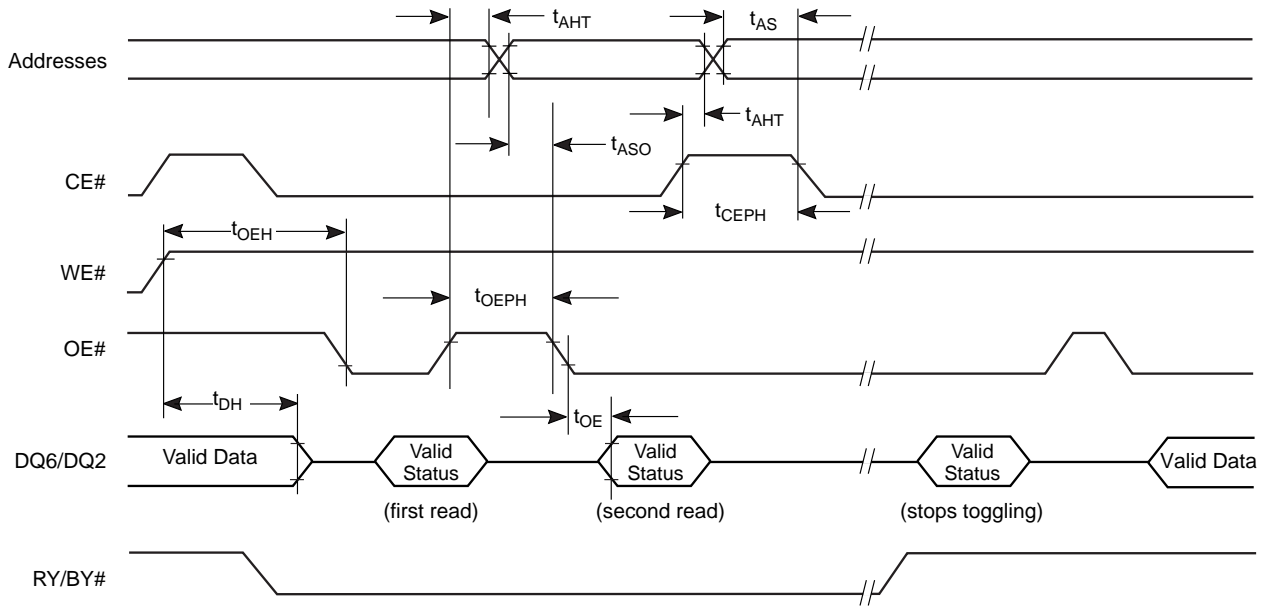 tAHT
tAS
Addresses
tAHT
tASO
CE#
tCEPH
tOEH
WE#
tOEPH
OE#
tDH
tOE
DQ6/DQ2
Valid Data
Valid
Status
Valid
Status
Valid
Status
Valid Data
(first read)
(second read)
(stops toggling)
RY/BY#